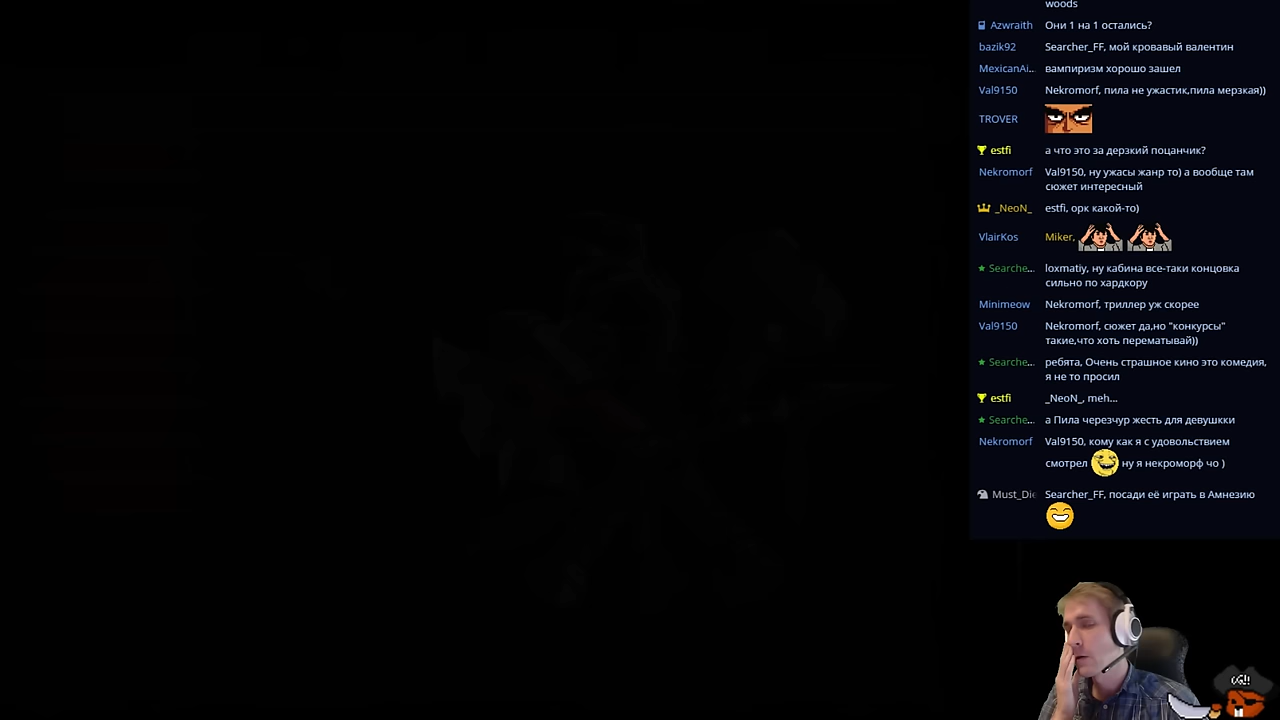 woods
Azwraith Они 1 на 1 остались?
bazik92 Searcher_FF, мой кровавый валентин
MexicanAi... вампиризм хорошо зашел
Val9150 Nekromorf, пила не ужастик,пила мерзкая))
TROVER
estfi а что это за дерзкий поцанчик?
Nekromorf Val9150, ну ужасы жанр то) а вообще там
сюжет интересный
_NeoN_ estfi, орк какой-то)
VlairKos Miker,
Searche... loxmatiy, ну кабина все-таки концовка
сильно по хардкору
Minimeow Nekromorf, триллер уж скорее
Val9150 Nekromorf, сюжет да,но "конкурсы"
такие,что хоть перематывай))
Searche... ребята, Очень страшное кино это комедия,
я не то просил
estfi _NeoN_, meh...
Searche... а Пила черезчур жесть для девушкки
Nekromorf Val9150, кому как я с удовольствием
смотрел ну я некроморф чо )
Must_Die Searcher_FF, посади её играть в Амнезию
CG!!